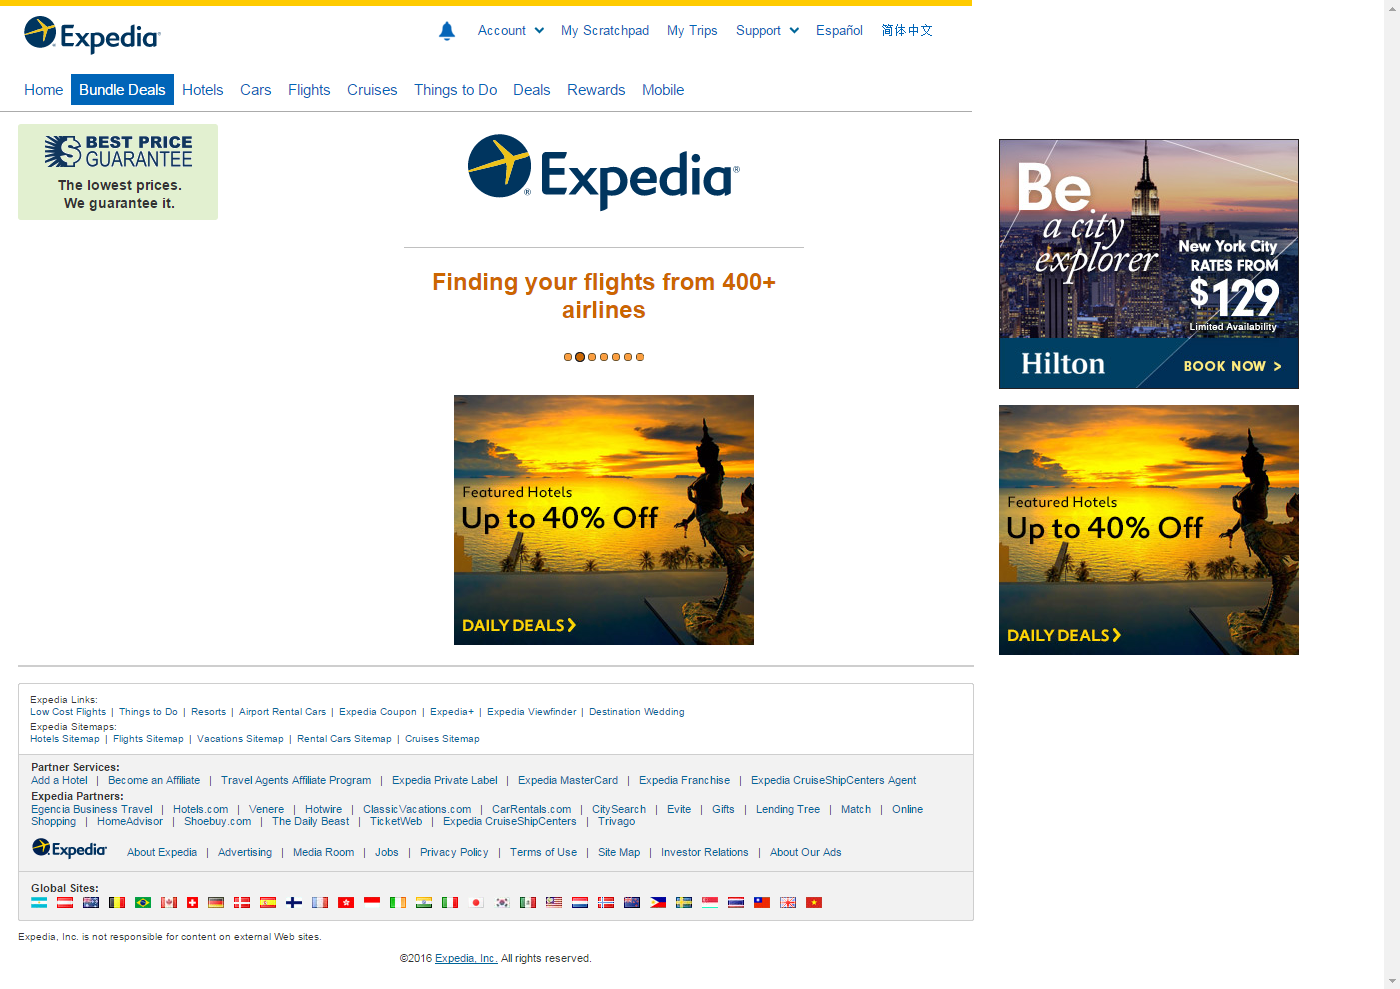 Expedia
Account My Scratchpad My Trips Support Español 简体中文
Home Bundle Deals Hotels Cars Flights Cruises Things to Do Deals Rewards Mobile
BEST PRICE
GUARANTEE
The lowest prices.
We guarantee it.
Expedia®
Finding your flights from 400+
airlines
Featured Hotels
Up to 40% Off
DAILY DEALS
Be
a city
explorer
New York City
RATES FROM
$129
Limited Availability
Hilton
BOOK NOW >
Featured Hotels
Up to 40% Off
DAILY DEALS
Expedia Links:
Low Cost Flights | Things to Do | Resorts | Airport Rental Cars | Expedia Coupon | Expedia+ | Expedia Viewfinder | Destination Wedding
Expedia Sitemaps:
Hotels Sitemap | Flights Sitemap | Vacations Sitemap | Rental Cars Sitemap | Cruises Sitemap
Partner Services:
Add a Hotel | Become an Affiliate | Travel Agents Affiliate Program | Expedia Private Label | Expedia MasterCard | Expedia Franchise | Expedia CruiseShipCenters Agent
Expedia Partners:
Egencia Business Travel | Hotels.com | Venere | Hotwire | ClassicVacations.com | CarRentals.com | CitySearch | Evite | Gifts | Lending Tree | Match | Online
Shopping | HomeAdvisor | Shoebuy.com | The Daily Beast | TicketWeb | Expedia CruiseShipCenters | Trivago
Expedia About Expedia | Advertising | Media Room | Jobs | Privacy Policy | Terms of Use | Site Map | Investor Relations | About Our Ads
Global Sites:
Expedia, Inc. is not responsible for content on external Web sites.
©2016 Expedia, Inc. All rights reserved.